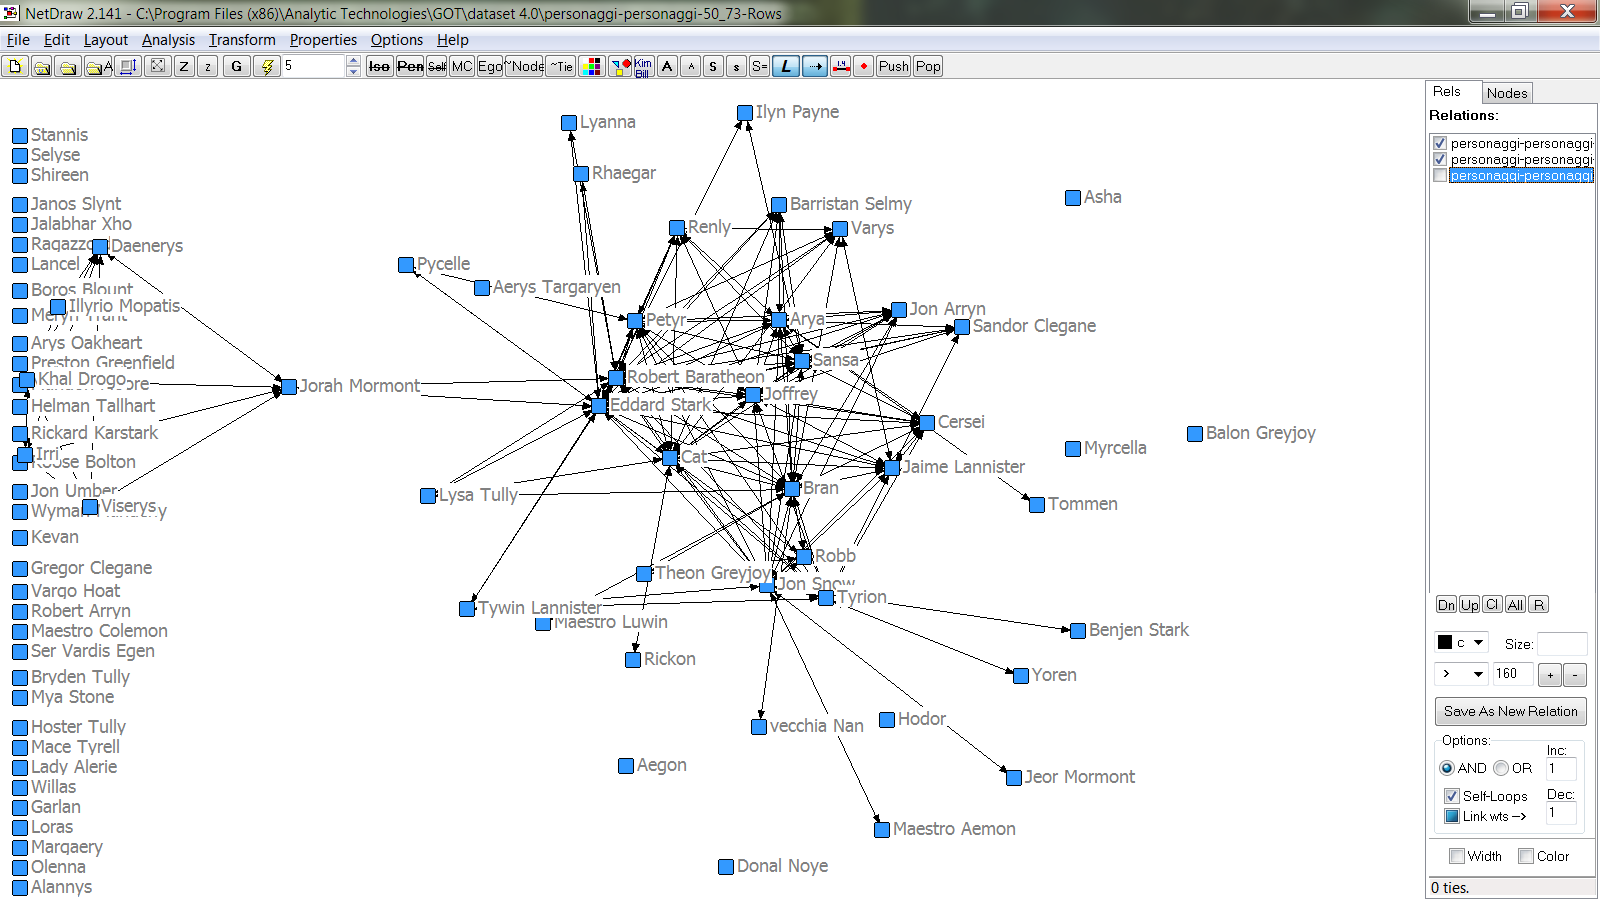 NetDraw 2.141 - C:\Program Files (x86)\Analytic Technologies\GOT\dataset 4.0\personaggi-personaggi-50_73-Rows
File Edit Layout Analysis Transform Properties Options Help
A Z z G 5 Iso Pen Self MC Ego ~Node ~Tie Kim Bill A A S s S= L 1.4 Push Pop
Rels Nodes
Relations:
personaggi-personaggi-
personaggi-personaggi-
personaggi-personaggi-
Lyanna
Ilyn Payne
Stannis
Selyse
Rhaegar
Shireen
Asha
Janos Slynt
Barristan Selmy
Jalabhar Xho
Renly
Varys
Daenerys
Lancel
Pycelle
Boros Blount
Aerys Targaryen
Illyrio Mopatis
Jon Arryn
Petyr
Arya
Sandor Clegane
Arys Oakheart
Preston Greenfield
Sansa
Khal Drogo
Jorah Mormont
Robert Baratheon
Joffrey
Helman Tallhart
Eddard Stark
Cersei
Rickard Karstark
Balon Greyjoy
Irri
Myrcella
Roose Bolton
Cat
Jaime Lannister
Jon Umber
Lysa Tully
Bran
Viserys
Tommen
Kevan
Robb
Gregor Clegane
Theon Greyjoy
Jon Snow
Vargo Hoat
Tyrion
Robert Arryn
Tywin Lannister
Maestro Luwin
Maestro Colemon
Benjen Stark
Ser Vardis Egen
Rickon
Bryden Tully
Yoren
Mya Stone
Hoster Tully
vecchia Nan
Hodor
Mace Tyrell
Lady Alerie
Aegon
Jeor Mormont
Willas
Garlan
Loras
Maestro Aemon
Margaery
Olenna
Donal Noye
Alannys
Dn Up Cl All R
c Size:
> 160 + -
Save As New Relation
Options:
AND OR Inc: 1
Self-Loops Dec: 1
Link wts -->
Width Color
0 ties.